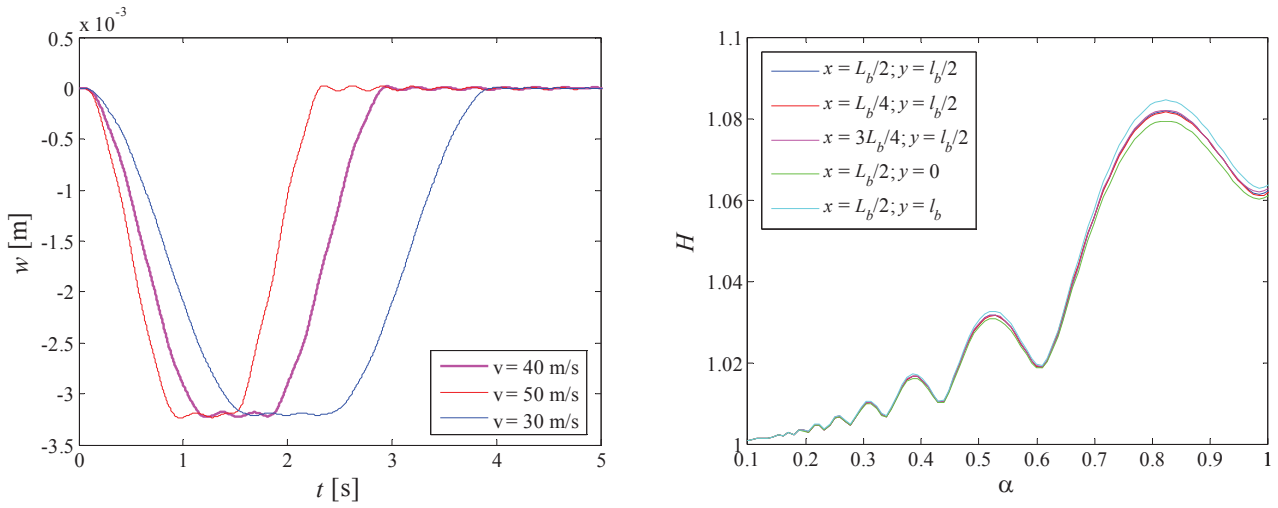 x 10⁻³
0.5
0
-0.5
-1
-1.5
-2
-2.5
-3
-3.5
w [m]
0 1 2 3 4 5
t [s]
v = 40 m/s
v = 50 m/s
v = 30 m/s
1.1
1.08
1.06
1.04
1.02
1
H
0.1 0.2 0.3 0.4 0.5 0.6 0.7 0.8 0.9 1
α
x = L_b/2; y = l_b/2
x = L_b/4; y = l_b/2
x = 3L_b/4; y = l_b/2
x = L_b/2; y = 0
x = L_b/2; y = l_b